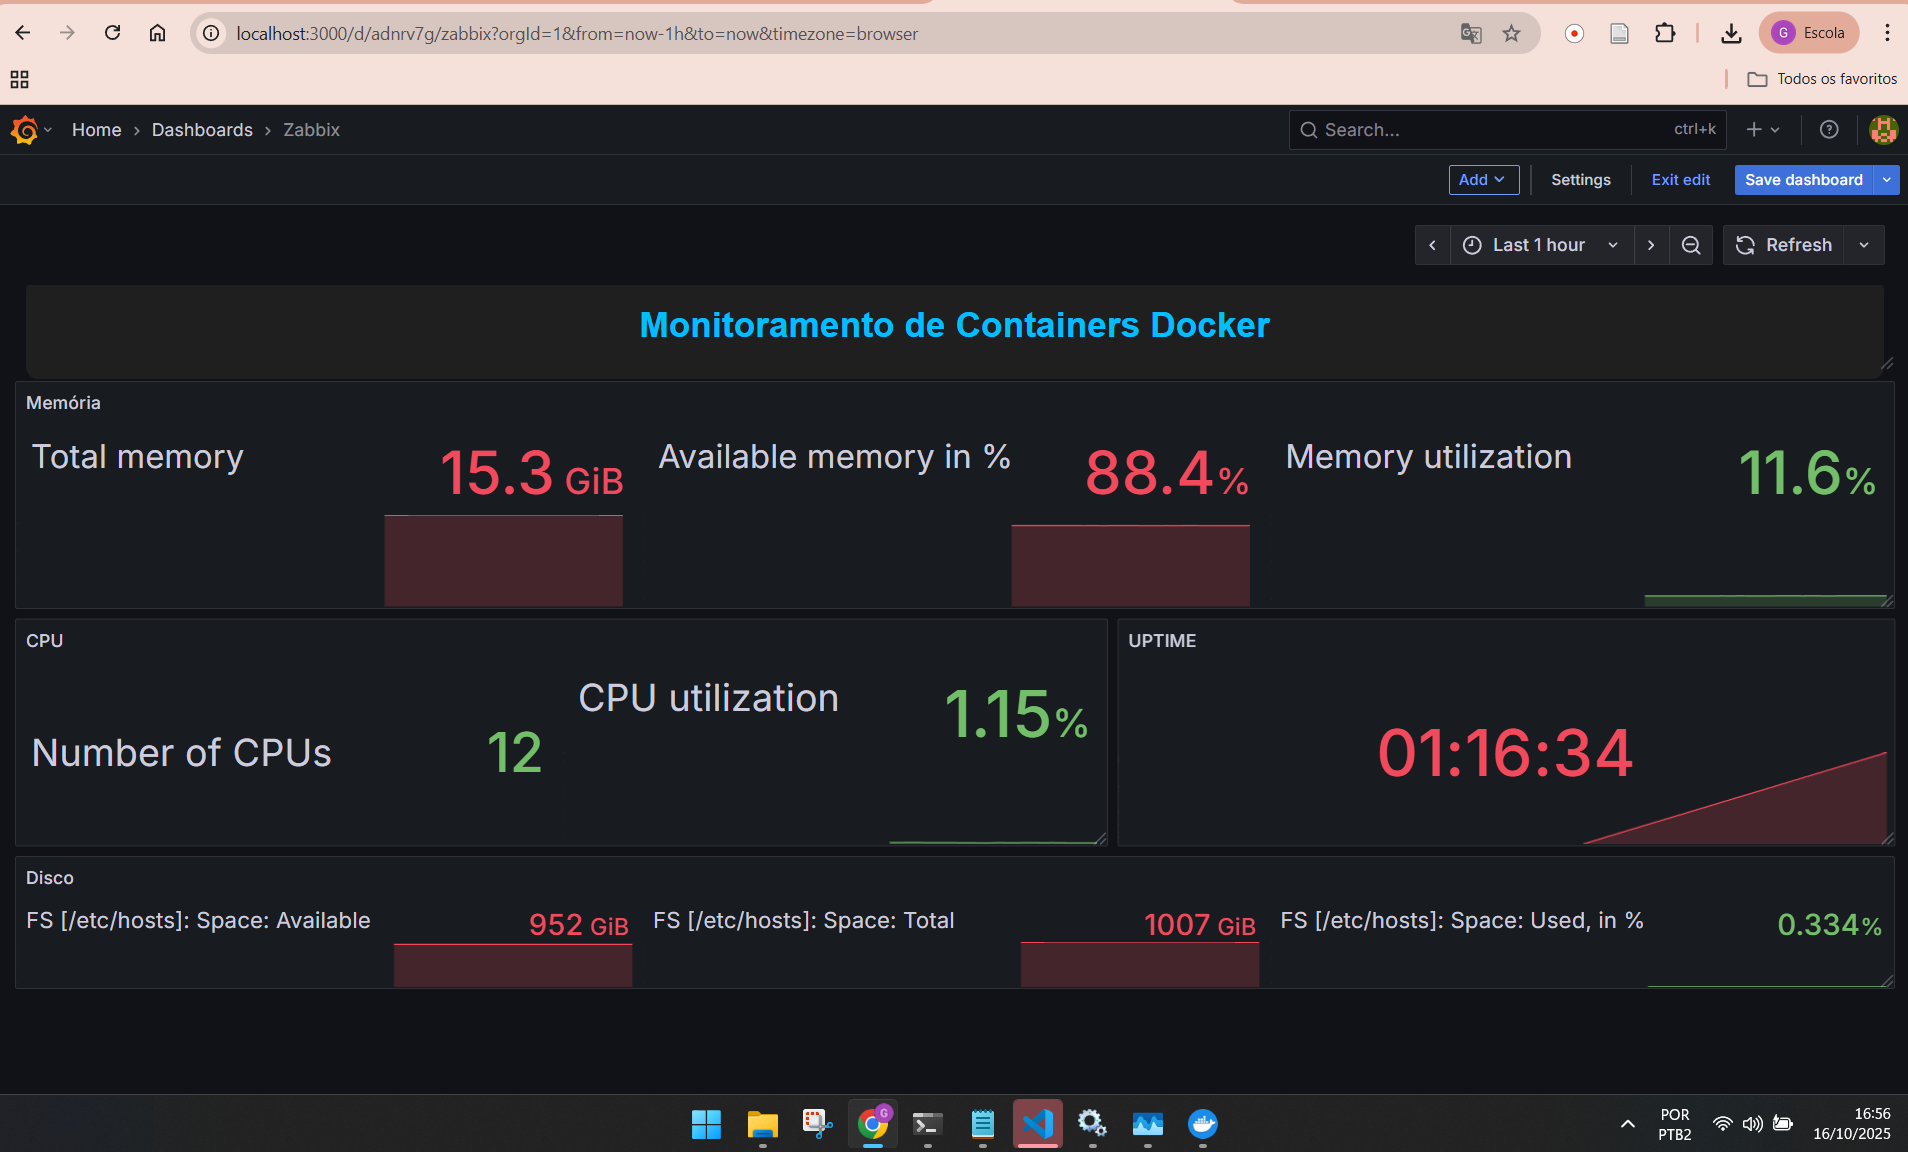 localhost:3000/d/adnrv7g/zabbix?orgId=1&from=now-1h&to=now&timezone=browser
G Escola
Todos os favoritos
Home › Dashboards › Zabbix
Search... ctrl+k
Add
Settings
Exit edit
Save dashboard
Last 1 hour
Refresh
Monitoramento de Containers Docker
Memória
Total memory 15.3 GiB
Available memory in % 88.4%
Memory utilization 11.6%
CPU
Number of CPUs 12
CPU utilization 1.15%
UPTIME
01:16:34
Disco
FS [/etc/hosts]: Space: Available 952 GiB
FS [/etc/hosts]: Space: Total 1007 GiB
FS [/etc/hosts]: Space: Used, in % 0.334%
G
POR
PTB2
16:56
16/10/2025